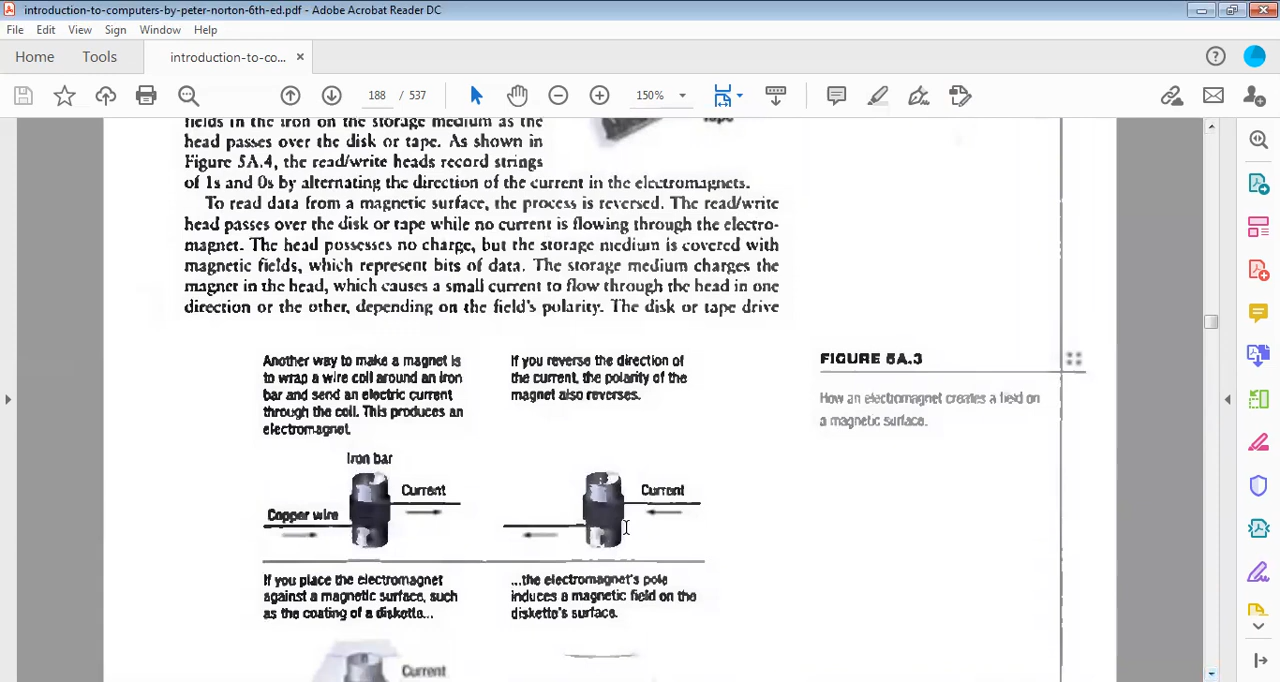 introduction-to-computers-by-peter-norton-6th-ed.pdf - Adobe Acrobat Reader DC
File Edit View Sign Window Help
Home Tools introduction-to-co... ×
188 / 537 150%
fields in the iron on the storage medium as the
head passes over the disk or tape. As shown in
Figure 5A.4, the read/write heads record strings
of 1s and 0s by alternating the direction of the current in the electromagnets.
Tape
To read data from a magnetic surface, the process is reversed. The read/write
head passes over the disk or tape while no current is flowing through the electro-
magnet. The head possesses no charge, but the storage medium is covered with
magnetic fields, which represent bits of data. The storage medium charges the
magnet in the head, which causes a small current to flow through the head in one
direction or the other, depending on the field's polarity. The disk or tape drive
Another way to make a magnet is
to wrap a wire coil around an iron
bar and send an electric current
through the coil. This produces an
electromagnet.
Iron bar
Current
Copper wire
If you reverse the direction of
the current, the polarity of the
magnet also reverses.
Current
FIGURE 5A.3
How an electromagnet creates a field on
a magnetic surface.
If you place the electromagnet
against a magnetic surface, such
as the coating of a diskette...
...the electromagnet's pole
induces a magnetic field on the
diskette's surface.
Current